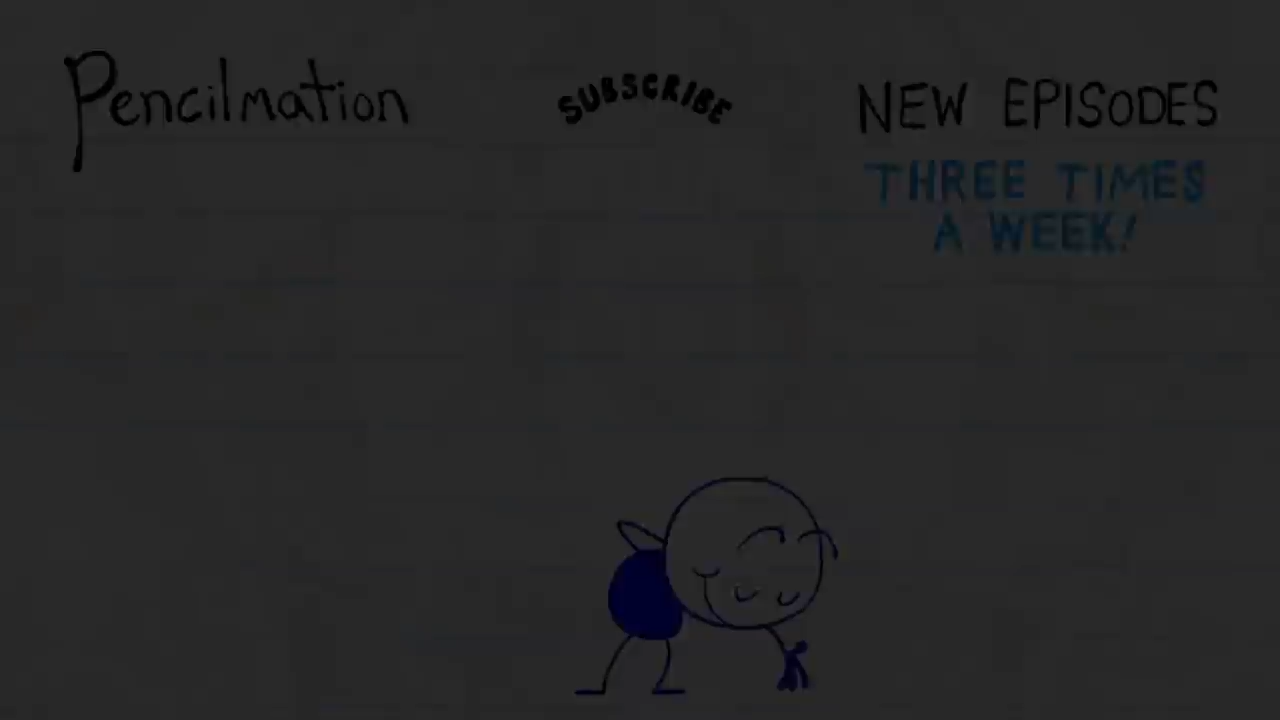 Pencilmation
SUBSCRIBE
NEW EPISODES
THREE TIMES
A WEEK!